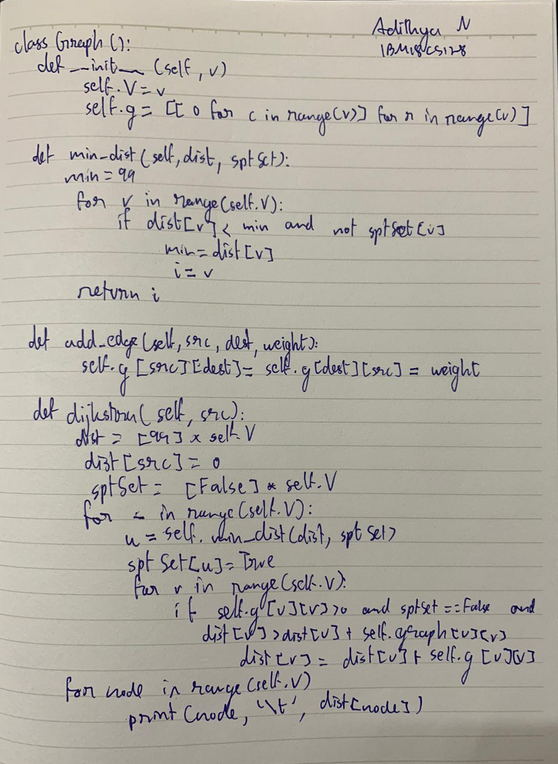 Adithya N
1BM18CS128
class Graph():
def __init__(self, v)
self.V = v
self.g = [[0 for c in range(v)] for r in range(v)]
def min_dist(self, dist, sptSet):
min = 99
for v in range(self.V):
if dist[v] < min and not sptSet[v]
min = dist[v]
i = v
return i
def add_edge(self, src, dest, weight):
self.g[src][dest] = self.g[dest][src] = weight
def dijkstra(self, src):
dist = [99] * self.V
dist[src] = 0
sptSet = [False] * self.V
for in range(self.V):
u = self.min_dist(dist, sptSet)
sptSet[u] = True
for v in range(self.V):
if self.g[u][v]>0 and sptset == False and
dist[v] > dist[u] + self.graph[u][v]
dist[v] = dist[u] + self.g[u][v]
for node in range(self.V)
print(node, '\t', dist[node])